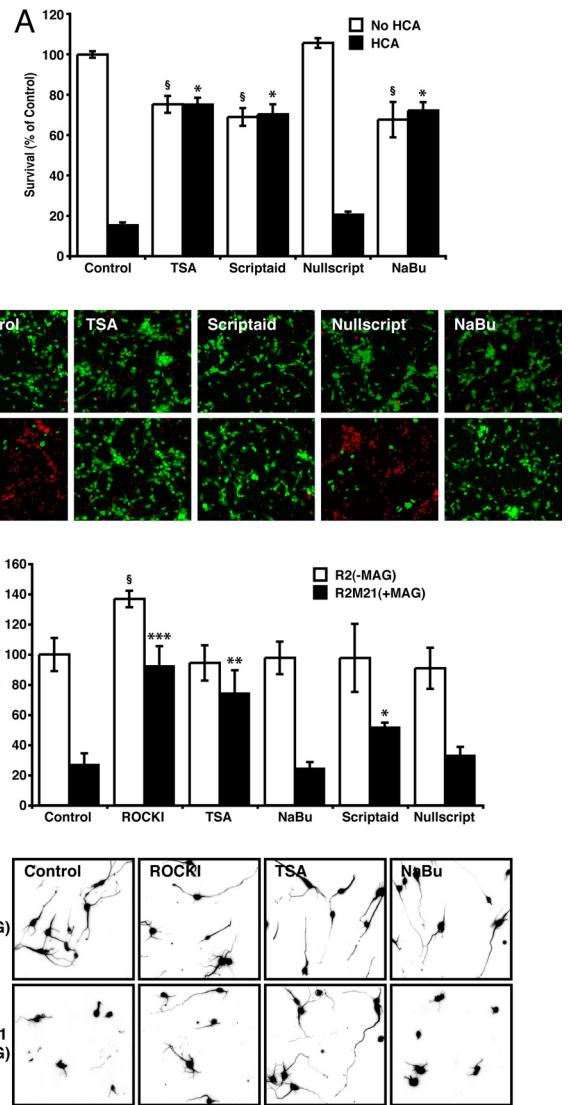 A
120
100
80
60
40
20
0
Survival (% of Control)
No HCA
HCA
§ * § * § *
Control TSA Scriptaid Nullscript NaBu
rol TSA Scriptaid Nullscript NaBu
160
140
120
100
80
60
40
20
0
R2(-MAG)
R2M21(+MAG)
§ *** ** *
Control ROCKI TSA NaBu Scriptaid Nullscript
Control ROCKI TSA NaBu
G)
1
G)